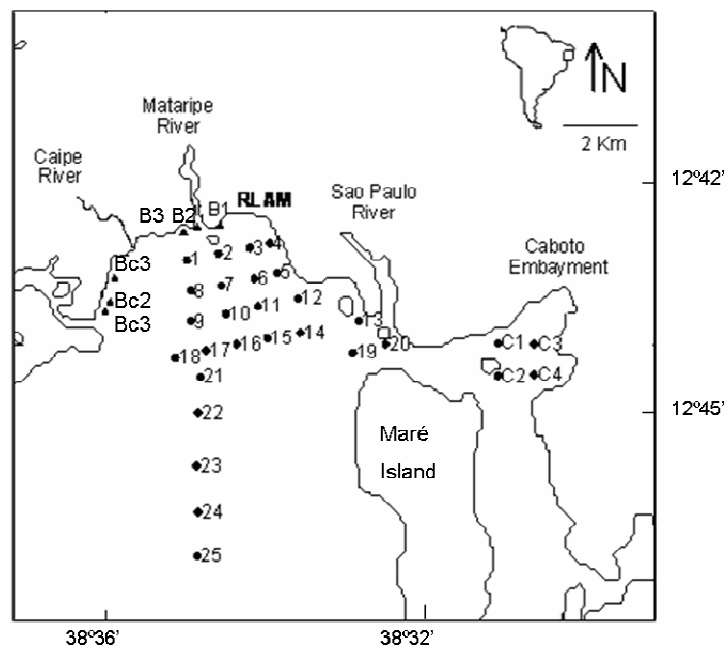 N
2 Km
Mataripe
River
Caipe
River
RLAM
Sao Paulo
River
Caboto
Embayment
12º42'
12º45'
B3 B2 B1
Bc3
Bc2
Bc3
1
2
3
4
5
6
7
8
9
10
11
12
13
14
15
16
17
18
19
20
21
22
23
24
25
C1
C3
C2
C4
Maré
Island
38º36'
38º32'